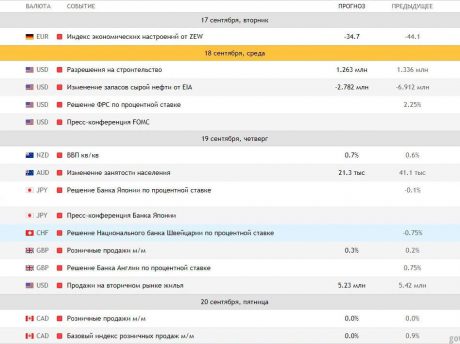 ВАЛЮТА СОБЫТИЕ ПРОГНОЗ ПРЕДЫДУЩЕЕ
17 сентября, вторник
EUR Индекс экономических настроений от ZEW -34.7 -44.1
18 сентября, среда
USD Разрешения на строительство 1.263 млн 1.336 млн
USD Изменение запасов сырой нефти от EIA -2.782 млн -6.912 млн
USD Решение ФРС по процентной ставке 2.25%
USD Пресс-конференция FOMC
19 сентября, четверг
NZD ВВП кв/кв 0.7% 0.6%
AUD Изменение занятости населения 21.3 тыс 41.1 тыс
JPY Решение Банка Японии по процентной ставке -0.1%
JPY Пресс-конференция Банка Японии
CHF Решение Национального банка Швейцарии по процентной ставке -0.75%
GBP Розничные продажи м/м 0.3% 0.2%
GBP Решение Банка Англии по процентной ставке 0.75%
USD Продажи на вторичном рынке жилья 5.23 млн 5.42 млн
20 сентября, пятница
CAD Розничные продажи м/м 0.0% 0.0%
CAD Базовый индекс розничных продаж м/м 0.0% 0.9%